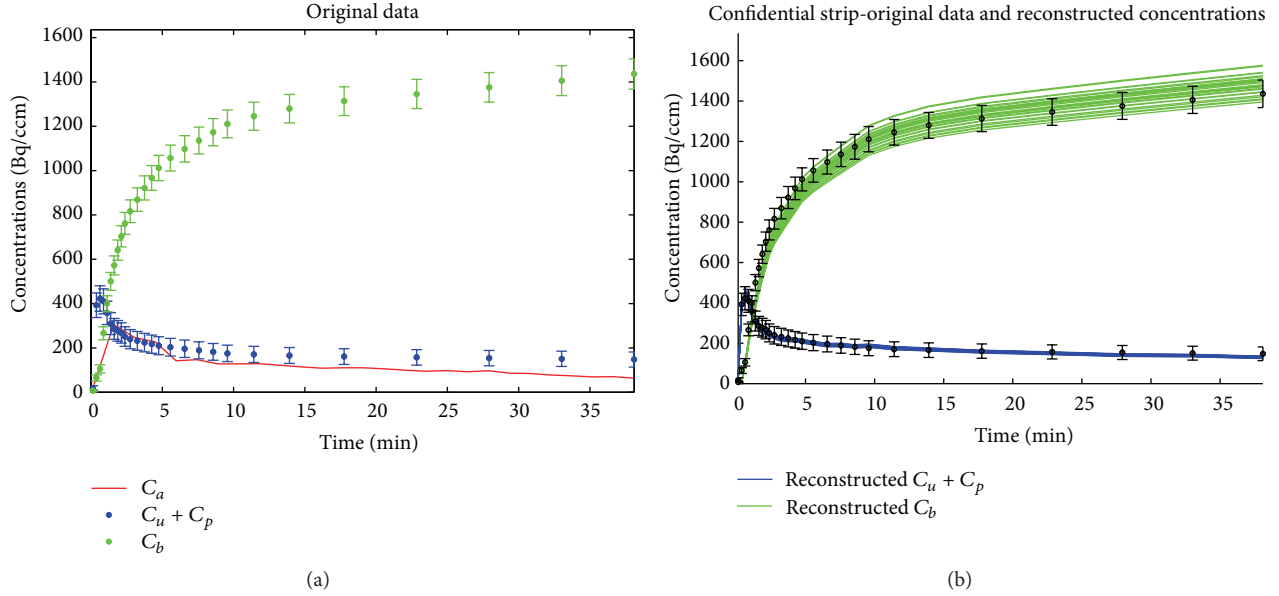 Original data
Concentrations (Bq/ccm)
1600
1400
1200
1000
800
600
400
200
0
0 5 10 15 20 25 30 35
Time (min)
C_a
C_u + C_p
C_b
(a)
Confidential strip-original data and reconstructed concentrations
Concentration (Bq/ccm)
1600
1400
1200
1000
800
600
400
200
0
0 5 10 15 20 25 30 35
Time (min)
Reconstructed C_u + C_p
Reconstructed C_b
(b)